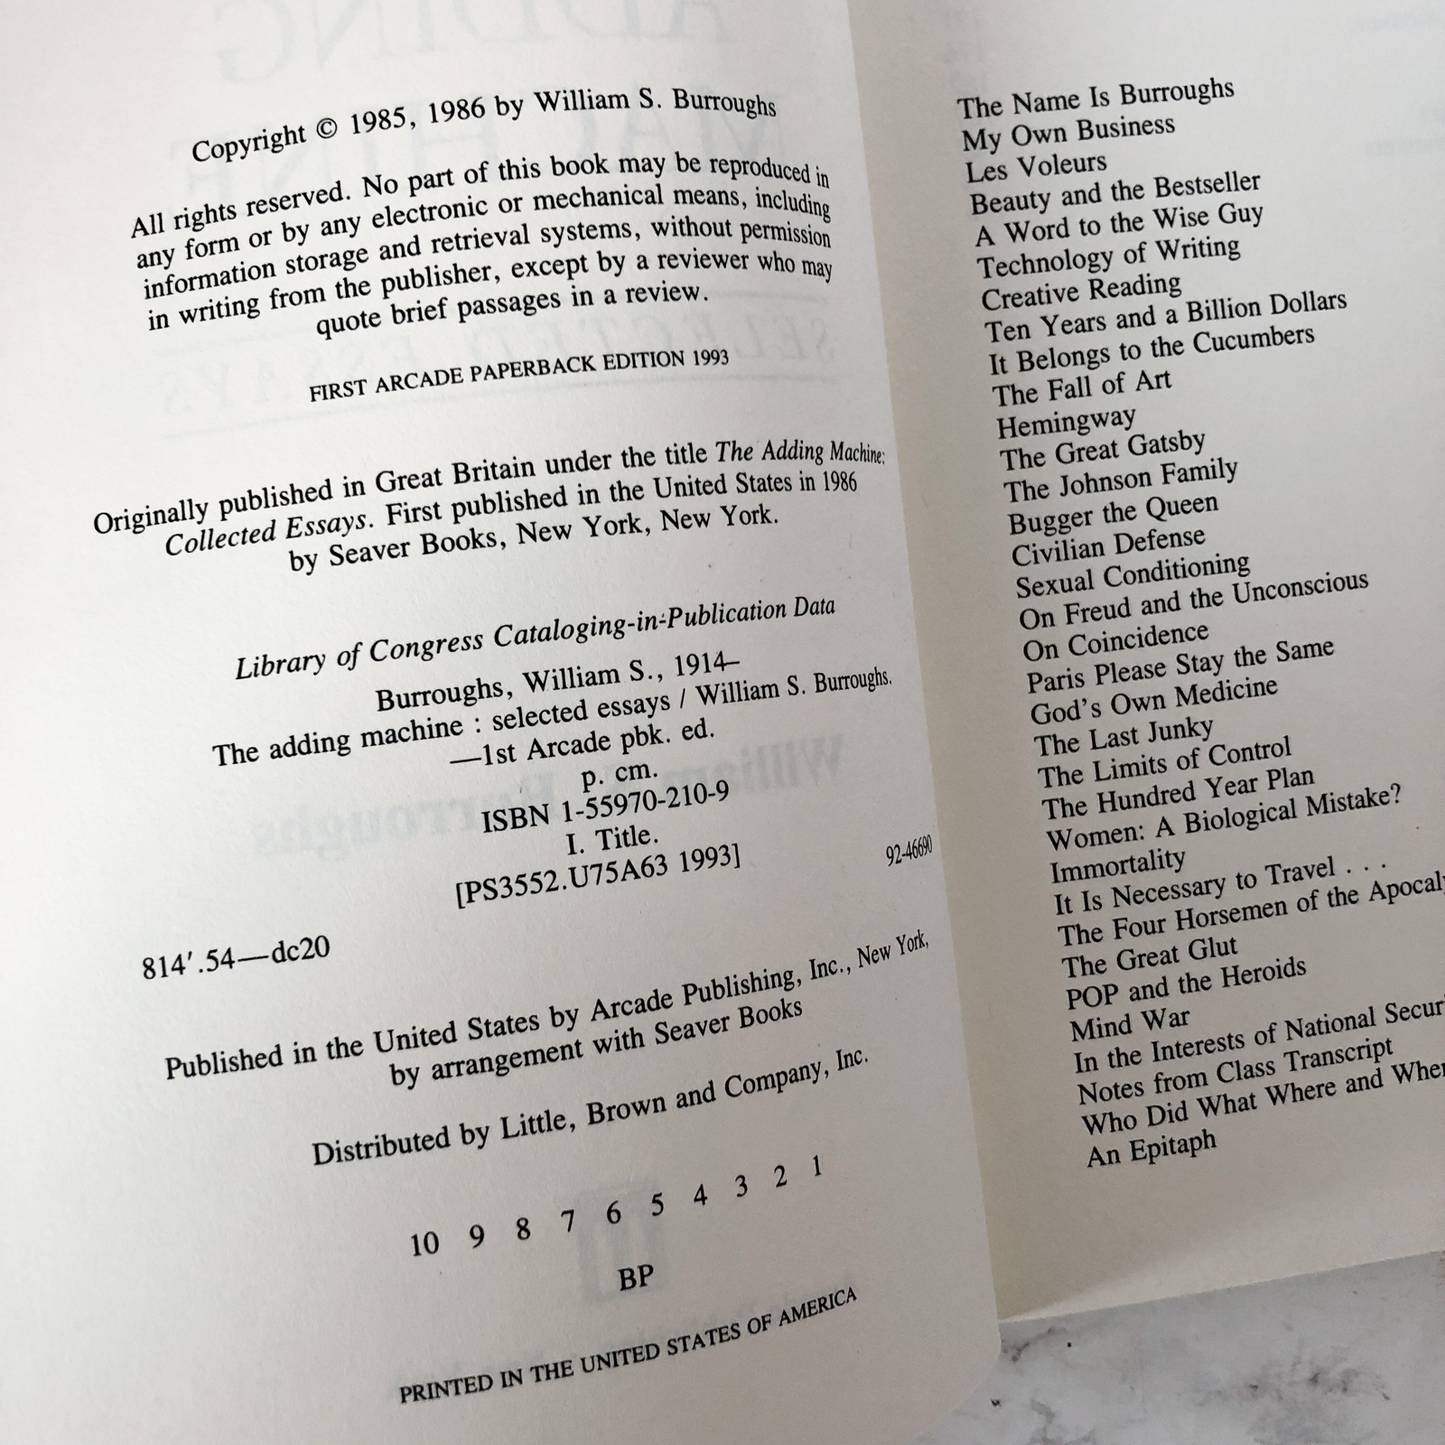 Copyright © 1985, 1986 by William S. Burroughs
All rights reserved. No part of this book may be reproduced in
any form or by any electronic or mechanical means, including
information storage and retrieval systems, without permission
in writing from the publisher, except by a reviewer who may
quote brief passages in a review.
FIRST ARCADE PAPERBACK EDITION 1993
Originally published in Great Britain under the title The Adding Machine:
Collected Essays. First published in the United States in 1986
by Seaver Books, New York, New York.
Library of Congress Cataloging-in-Publication Data
Burroughs, William S., 1914–
The adding machine : selected essays / William S. Burroughs.
—1st Arcade pbk. ed.
p. cm.
ISBN 1-55970-210-9
I. Title.
[PS3552.U75A63 1993]
92-46690
814′.54—dc20
Published in the United States by Arcade Publishing, Inc., New York,
by arrangement with Seaver Books
Distributed by Little, Brown and Company, Inc.
10 9 8 7 6 5 4 3 2 1
BP
PRINTED IN THE UNITED STATES OF AMERICA
The Name Is Burroughs
My Own Business
Les Voleurs
Beauty and the Bestseller
A Word to the Wise Guy
Technology of Writing
Creative Reading
Ten Years and a Billion Dollars
It Belongs to the Cucumbers
The Fall of Art
Hemingway
The Great Gatsby
The Johnson Family
Bugger the Queen
Civilian Defense
Sexual Conditioning
On Freud and the Unconscious
On Coincidence
Paris Please Stay the Same
God's Own Medicine
The Last Junky
The Limits of Control
The Hundred Year Plan
Women: A Biological Mistake?
Immortality
It Is Necessary to Travel . . .
The Four Horsemen of the Apocaly
The Great Glut
POP and the Heroids
Mind War
In the Interests of National Secur
Notes from Class Transcript
Who Did What Where and When
An Epitaph